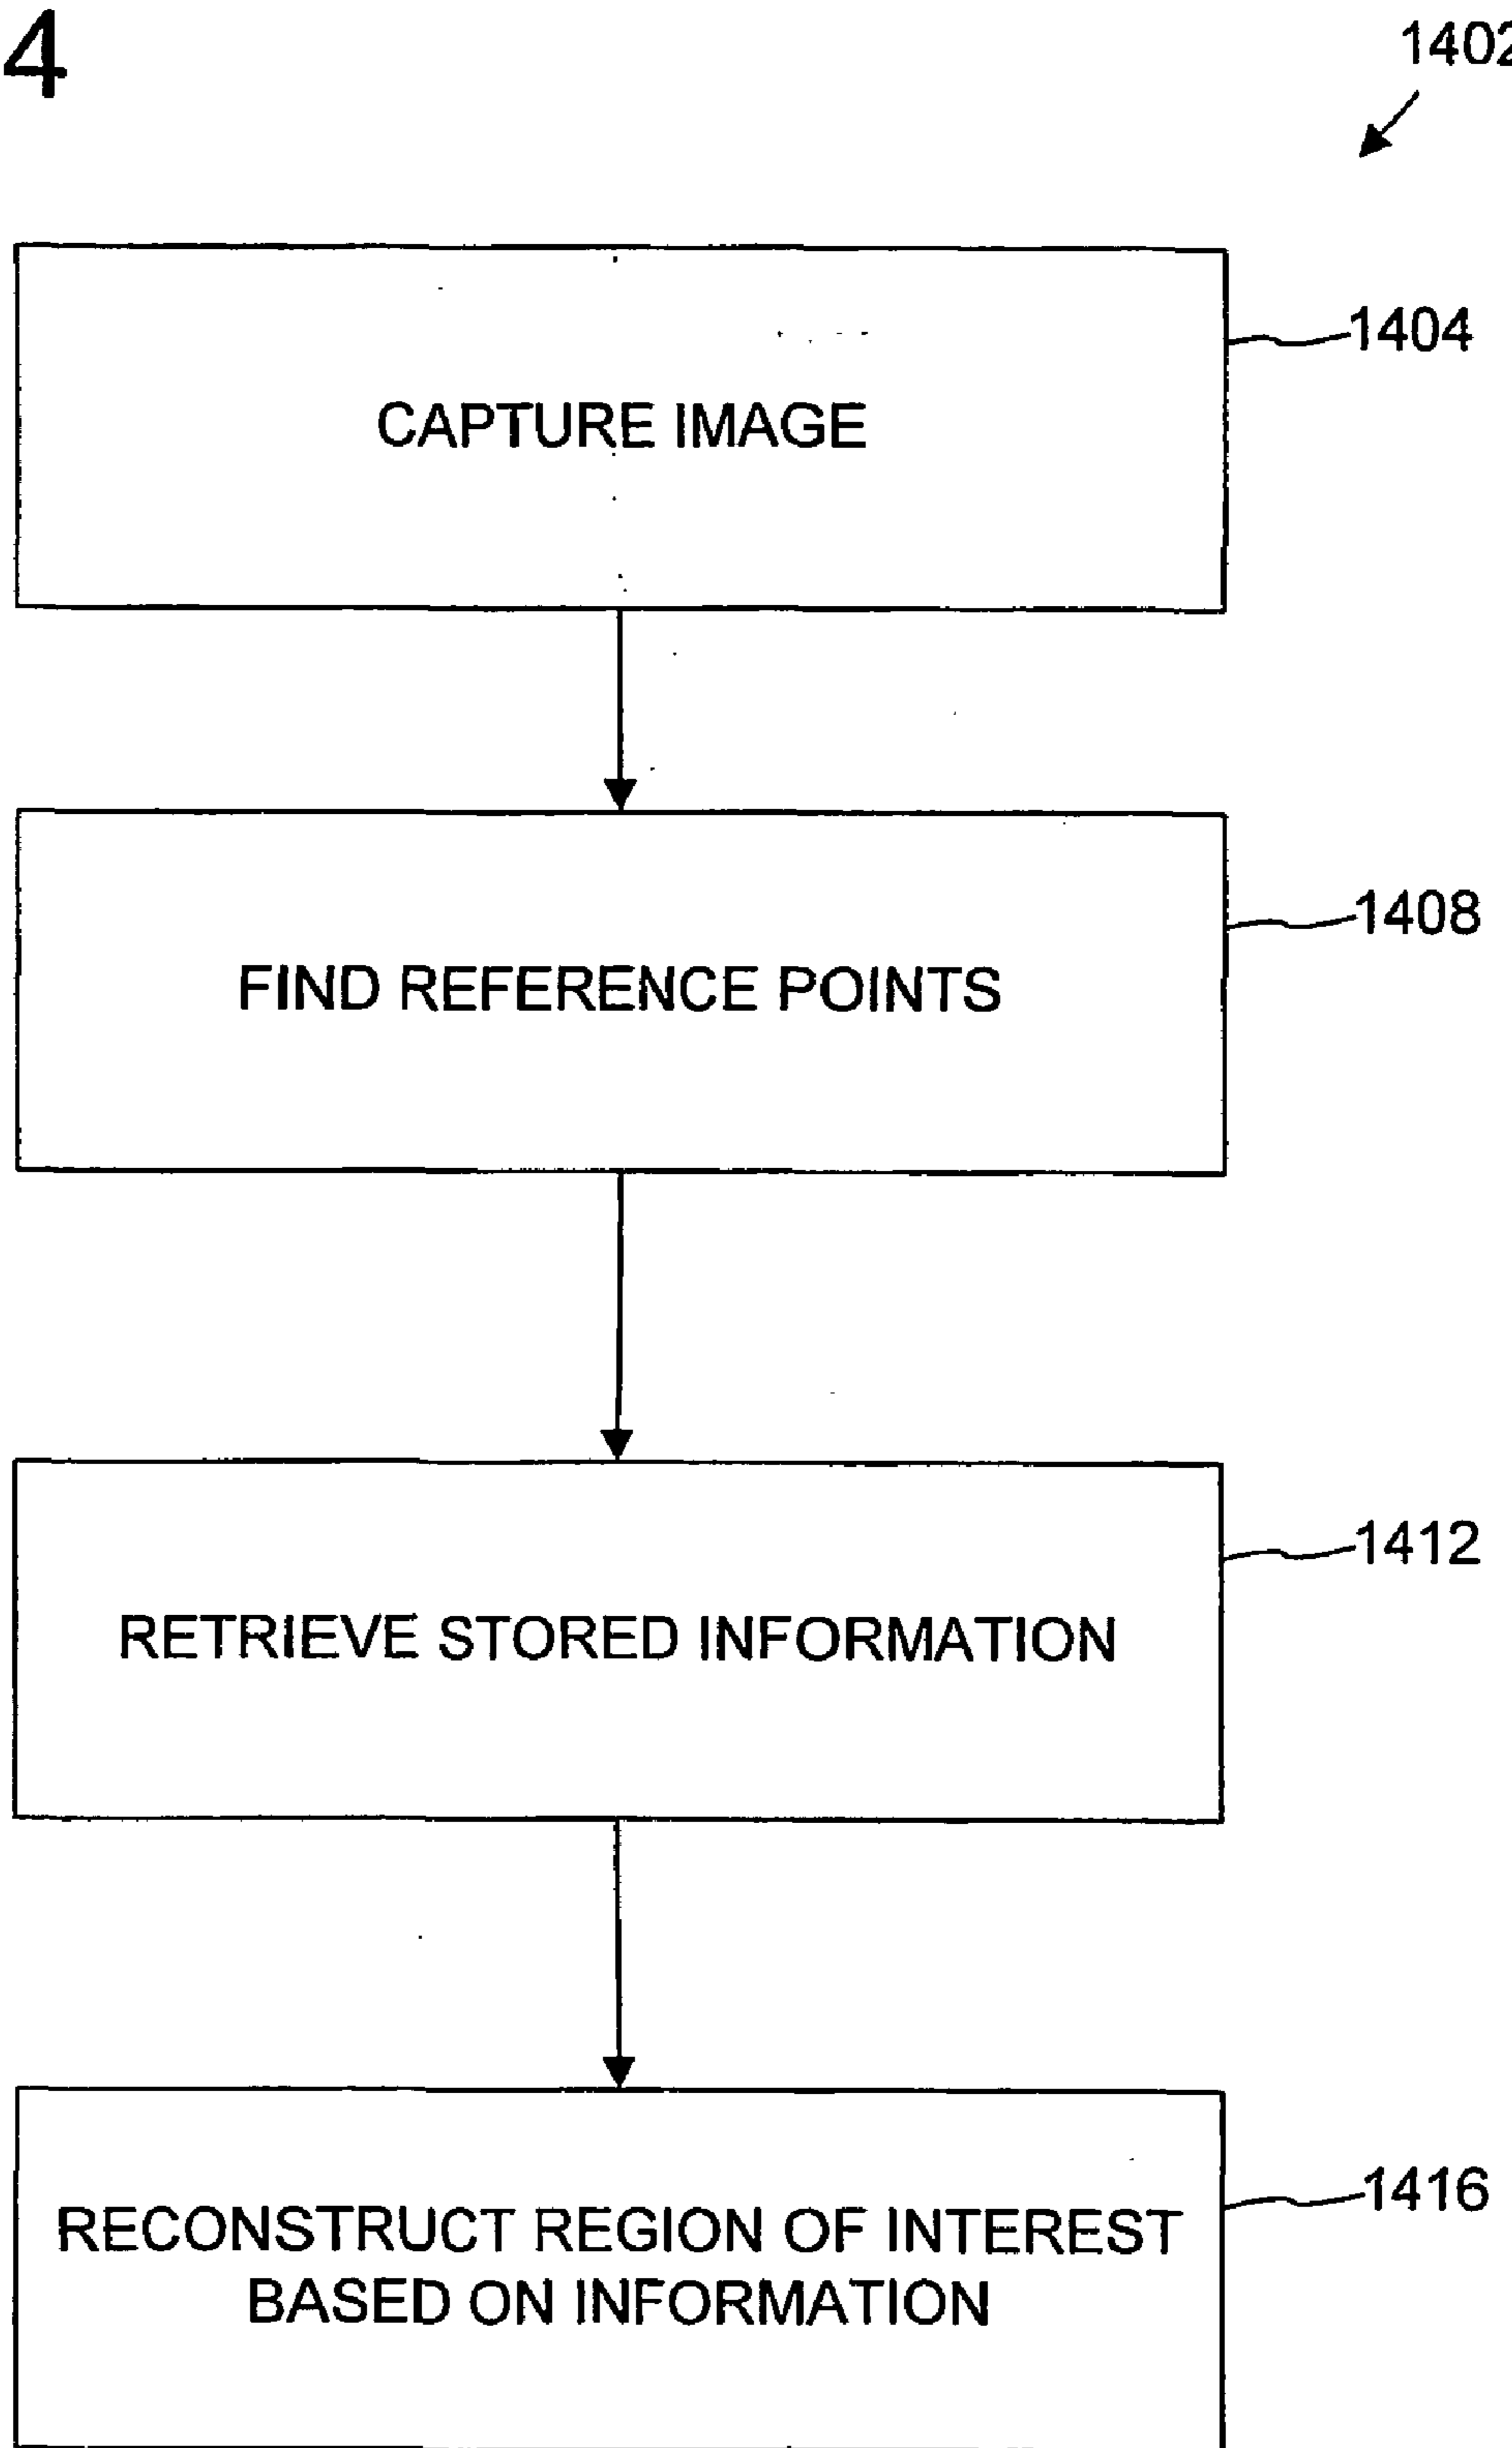 4
1402
CAPTURE IMAGE
1404
FIND REFERENCE POINTS
1408
RETRIEVE STORED INFORMATION
1412
RECONSTRUCT REGION OF INTEREST
BASED ON INFORMATION
1416